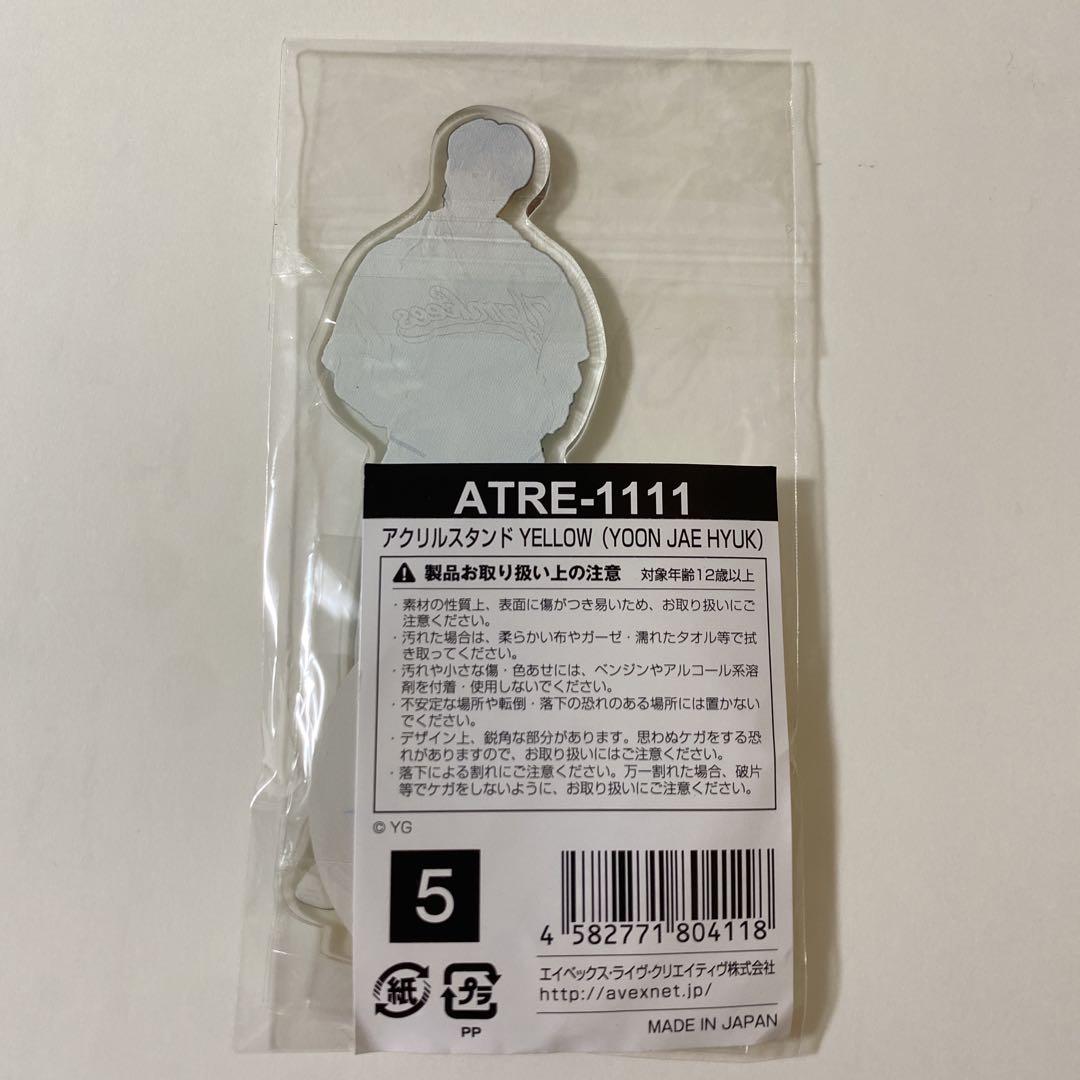 Yankees
ATRE-1111
アクリルスタンド YELLOW（YOON JAE HYUK）
製品お取り扱い上の注意 対象年齢12歳以上
・素材の性質上、表面に傷がつき易いため、お取り扱いにご
注意ください。
・汚れた場合は、柔らかい布やガーゼ・濡れたタオル等で拭
き取ってください。
・汚れや小さな傷・色あせには、ベンジンやアルコール系溶
剤を付着・使用しないでください。
・不安定な場所や転倒・落下の恐れのある場所には置かない
でください。
・デザイン上、鋭角な部分があります。思わぬケガをする恐
れがありますので、お取り扱いにはご注意ください。
・落下による割れにご注意ください。万一割れた場合、破片
等でケガをしないように、お取り扱いにご注意ください。
© YG
5
4 582771 804118
エイベックス・ライヴ・クリエイティヴ株式会社
http://avexnet.jp/
紙 プラ
PP
MADE IN JAPAN